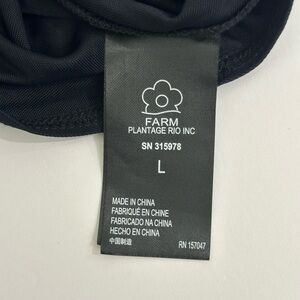 FARM
PLANTAGE RIO INC
SN 315978
L
MADE IN CHINA
FABRIQUÉ EN CHINE
FABRICADO NA CHINA
HECHO EN CHINA
中国制造
RN 157047